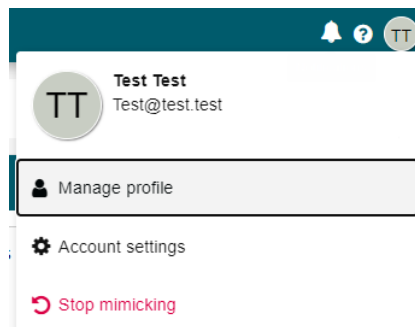 ?
TT
TT
Test Test
Test@test.test
Manage profile
Account settings
Stop mimicking